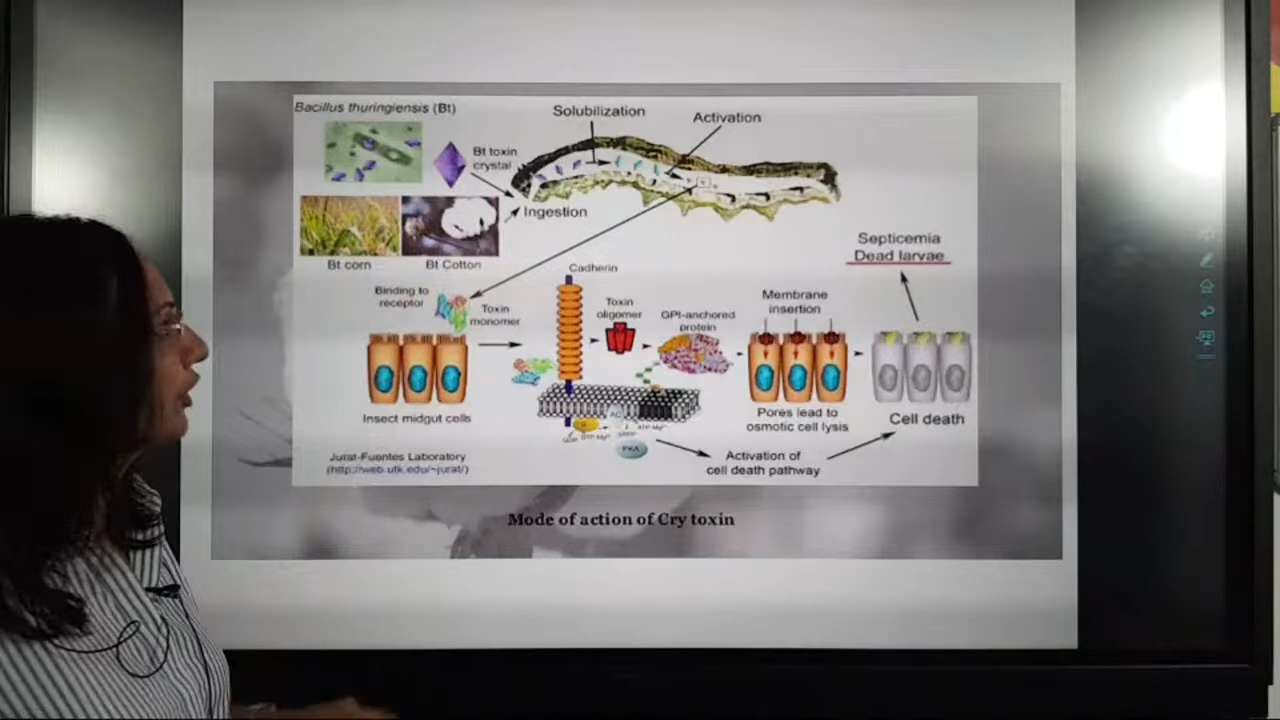 Bacillus thuringiensis (Bt)
Solubilization
Activation
Bt toxin
crystal
Ingestion
Bt corn
Bt Cotton
Septicemia
Dead larvae
Binding to
receptor
Toxin
monomer
Cadherin
Toxin
oligomer
GPI-anchored
protein
Membrane
insertion
Insect midgut cells
Pores lead to
osmotic cell lysis
Cell death
PKA
Activation of
cell death pathway
Jurat-Fuentes Laboratory
(http://web.utk.edu/~jurat/)
Mode of action of Cry toxin